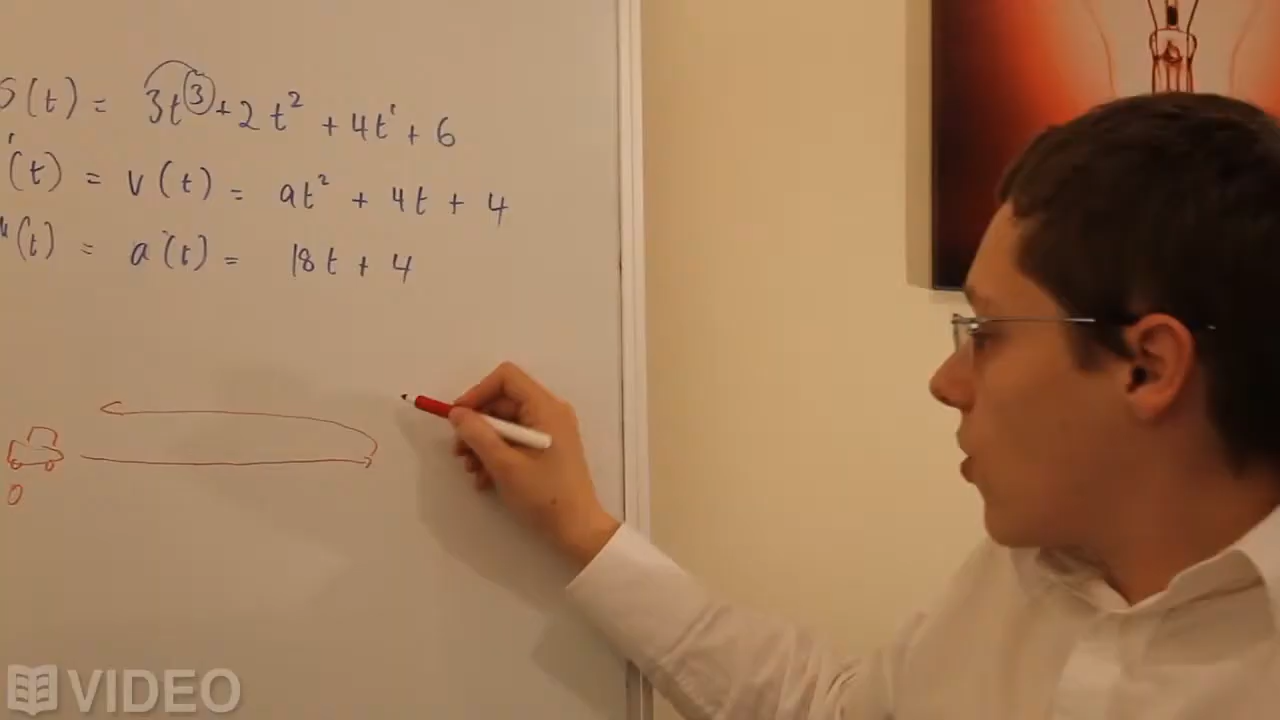 S(t) = 3t³ + 2t² + 4t¹ + 6
'(t) = v(t) = 9t² + 4t + 4
"(t) = a(t) = 18t + 4
0
VIDEO